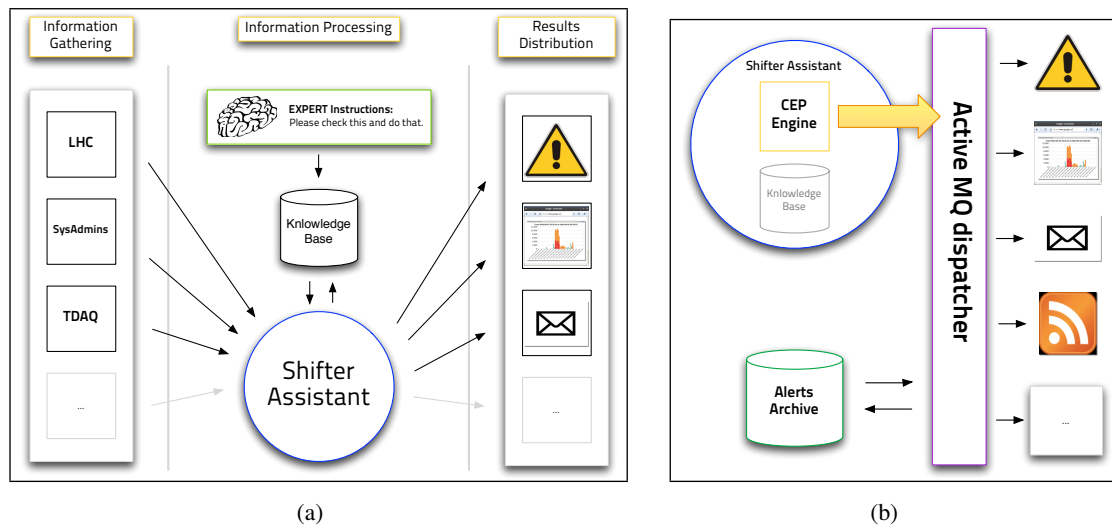 Information
Gathering
Information Processing
Results
Distribution
EXPERT Instructions:
Please check this and do that.
LHC
SysAdmins
TDAQ
...
Knlowledge
Base
Shifter
Assistant
...
(a)
Shifter Assistant
CEP
Engine
Knlowledge
Base
Active MQ dispatcher
Alerts
Archive
...
(b)